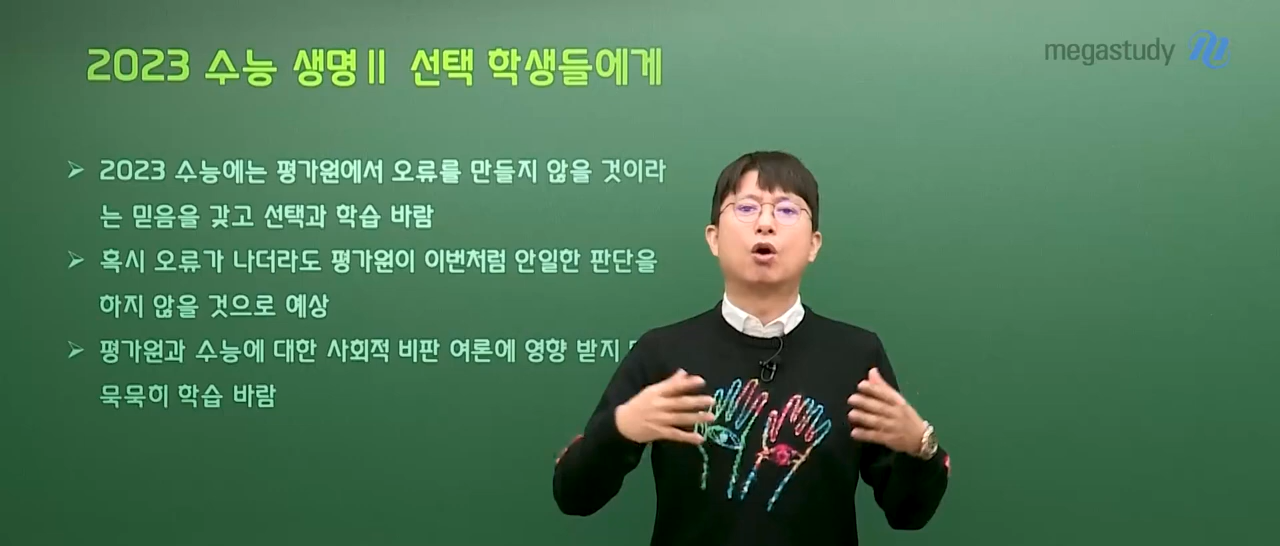 2023 수능 생명Ⅱ 선택 학생들에게
megastudy
➢ 2023 수능에는 평가원에서 오류를 만들지 않을 것이라
는 믿음을 갖고 선택과 학습 바람
➢ 혹시 오류가 나더라도 평가원이 이번처럼 안일한 판단을
하지 않을 것으로 예상
➢ 평가원과 수능에 대한 사회적 비판 여론에 영향 받지
묵묵히 학습 바람